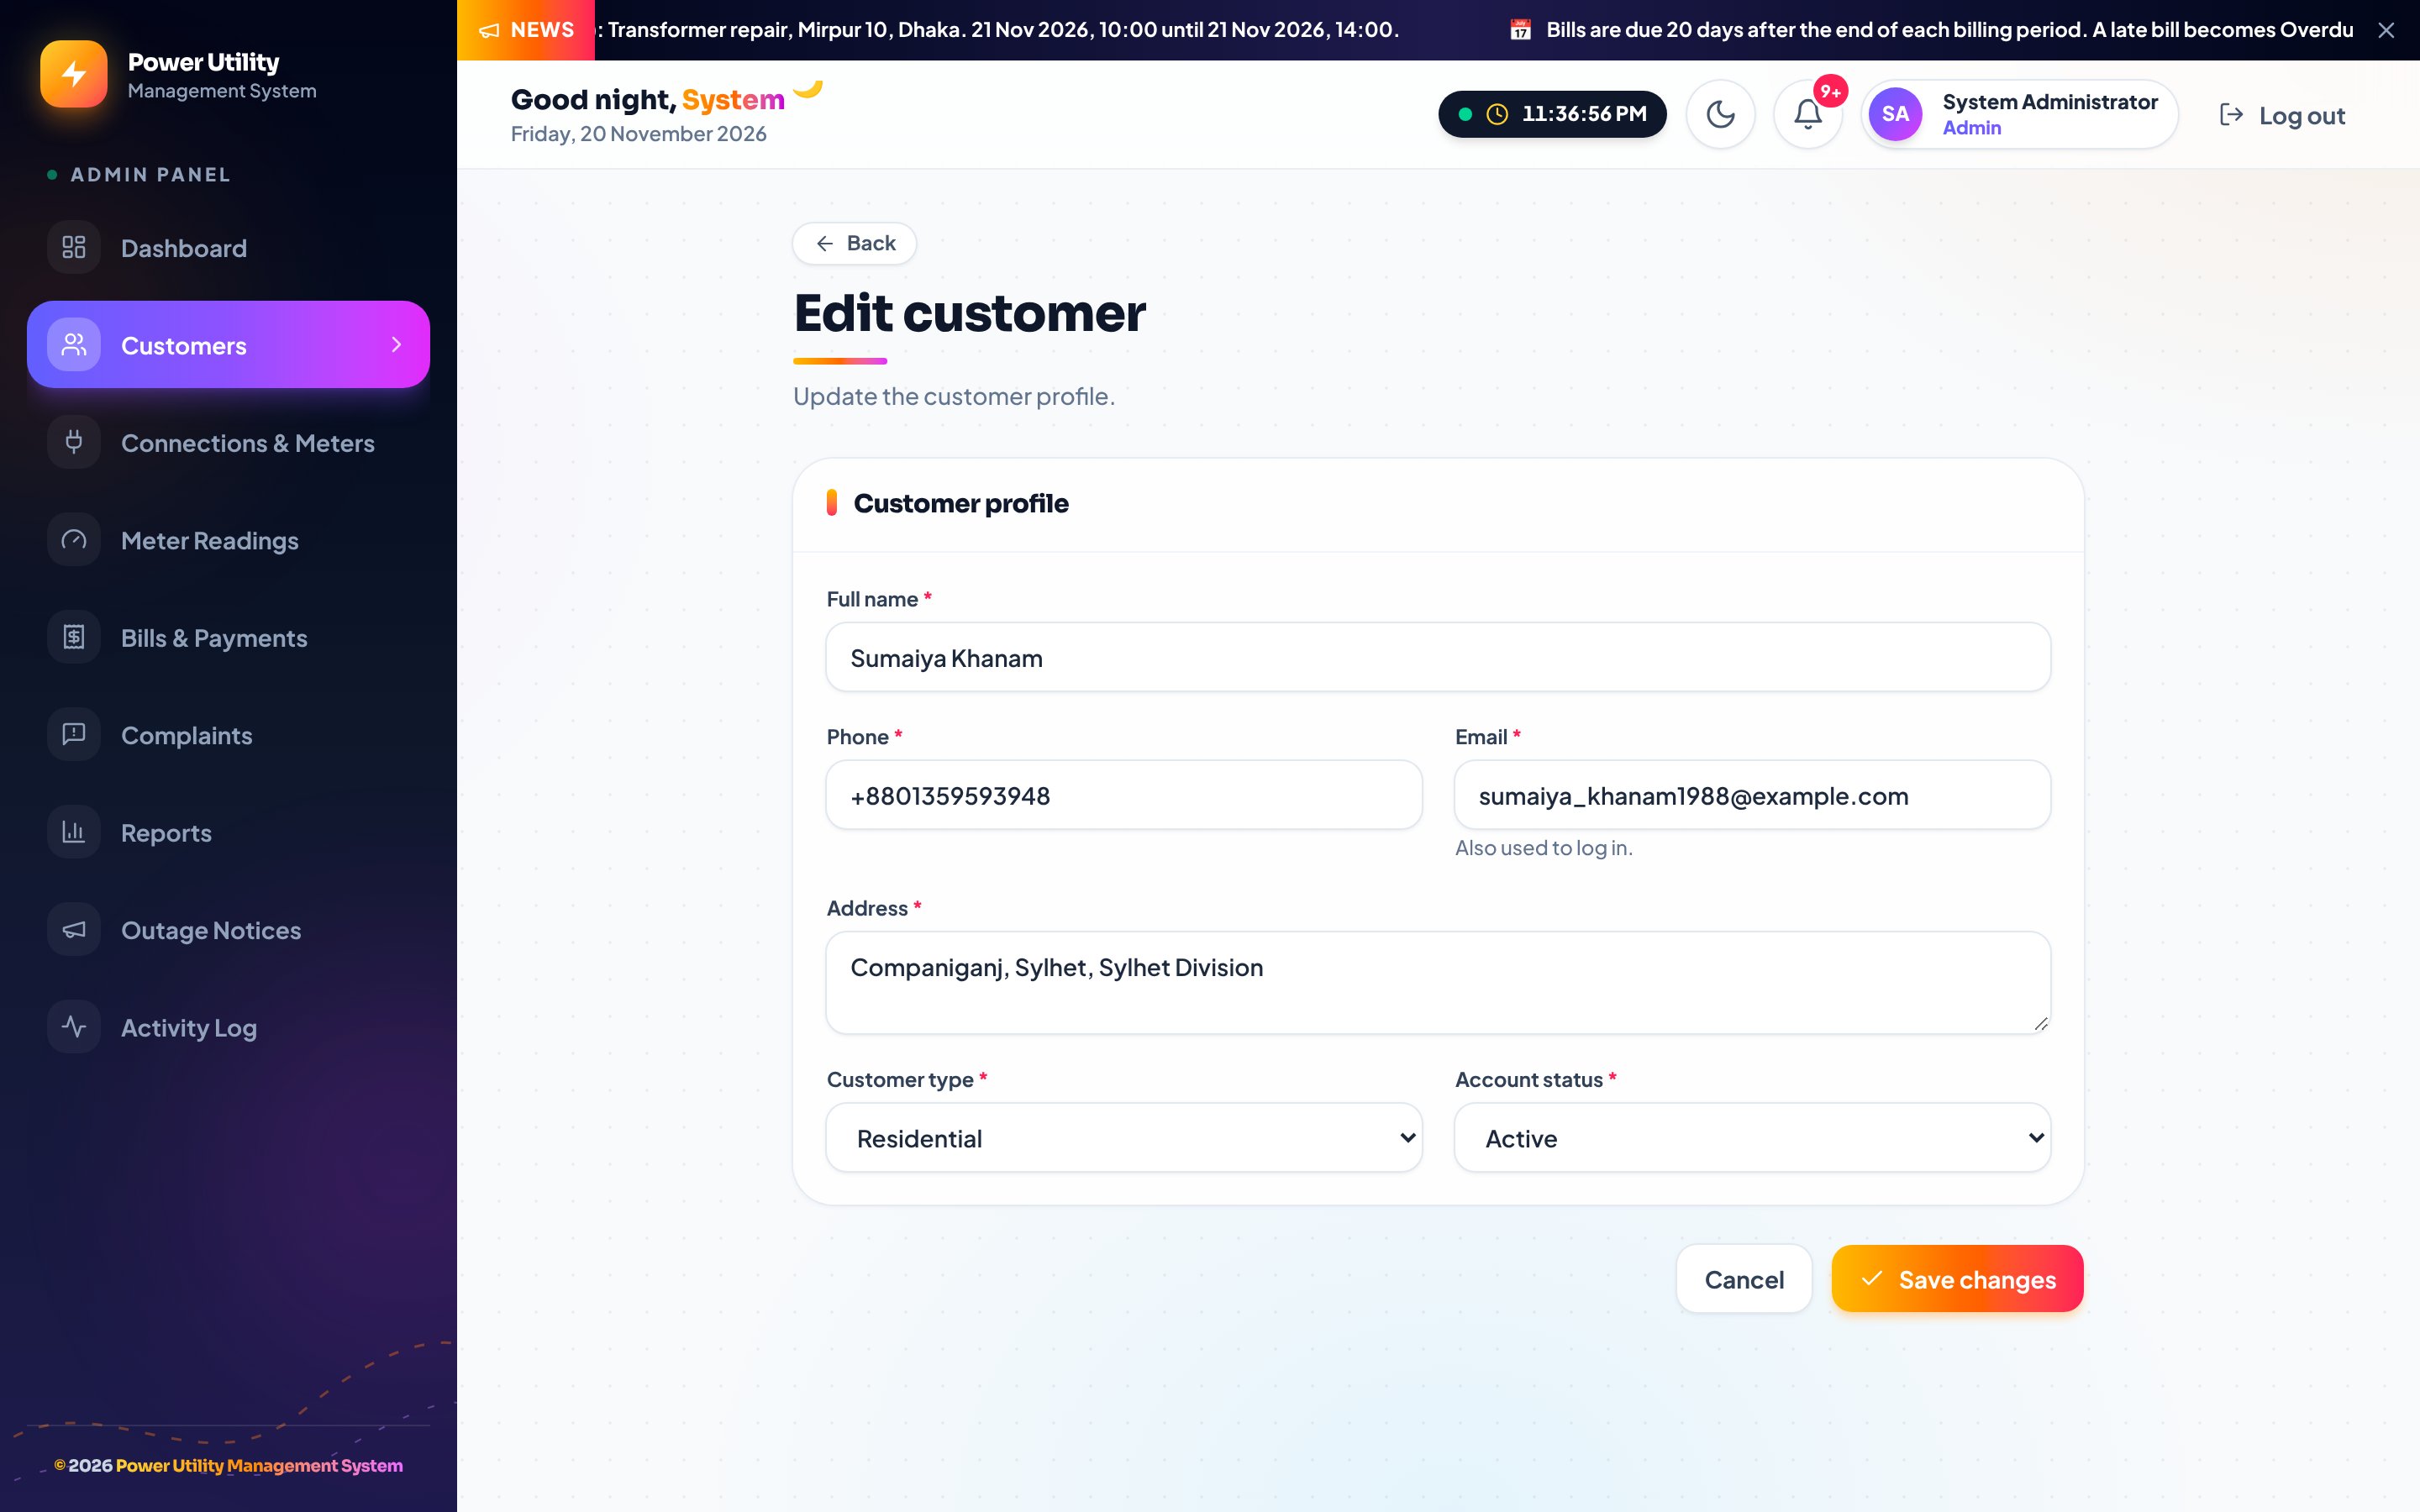 Power Utility
Management System
ADMIN PANEL
Dashboard
Customers
Connections & Meters
Meter Readings
Bills & Payments
Complaints
Reports
Outage Notices
Activity Log
© 2026 Power Utility Management System
NEWS
: Transformer repair, Mirpur 10, Dhaka. 21 Nov 2026, 10:00 until 21 Nov 2026, 14:00.
Bills are due 20 days after the end of each billing period. A late bill becomes Overdu
Good night, System
Friday, 20 November 2026
11:36:56 PM
9+
SA
System Administrator
Admin
Log out
Back
Edit customer
Update the customer profile.
Customer profile
Full name *
Sumaiya Khanam
Phone *
+8801359593948
Email *
sumaiya_khanam1988@example.com
Also used to log in.
Address *
Companiganj, Sylhet, Sylhet Division
Customer type *
Residential
Account status *
Active
Cancel
Save changes